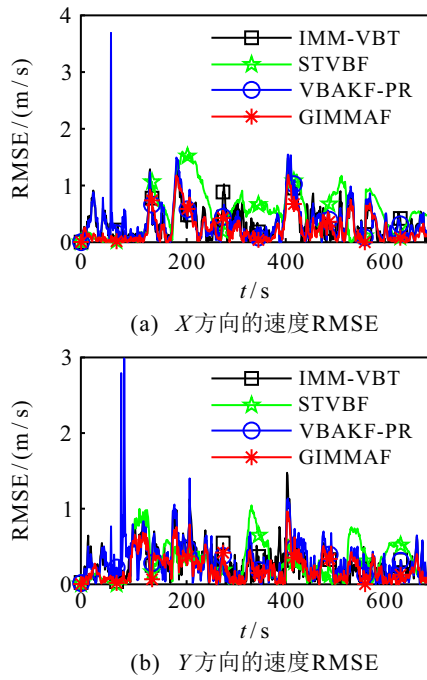 4
3
2
1
0
RMSE/(m/s)
IMM-VBT
STVBF
VBAKF-PR
GIMMAF
0 200 400 600
t/s
(a) X方向的速度RMSE
3
2
1
0
RMSE/(m/s)
IMM-VBT
STVBF
VBAKF-PR
GIMMAF
0 200 400 600
t/s
(b) Y方向的速度RMSE